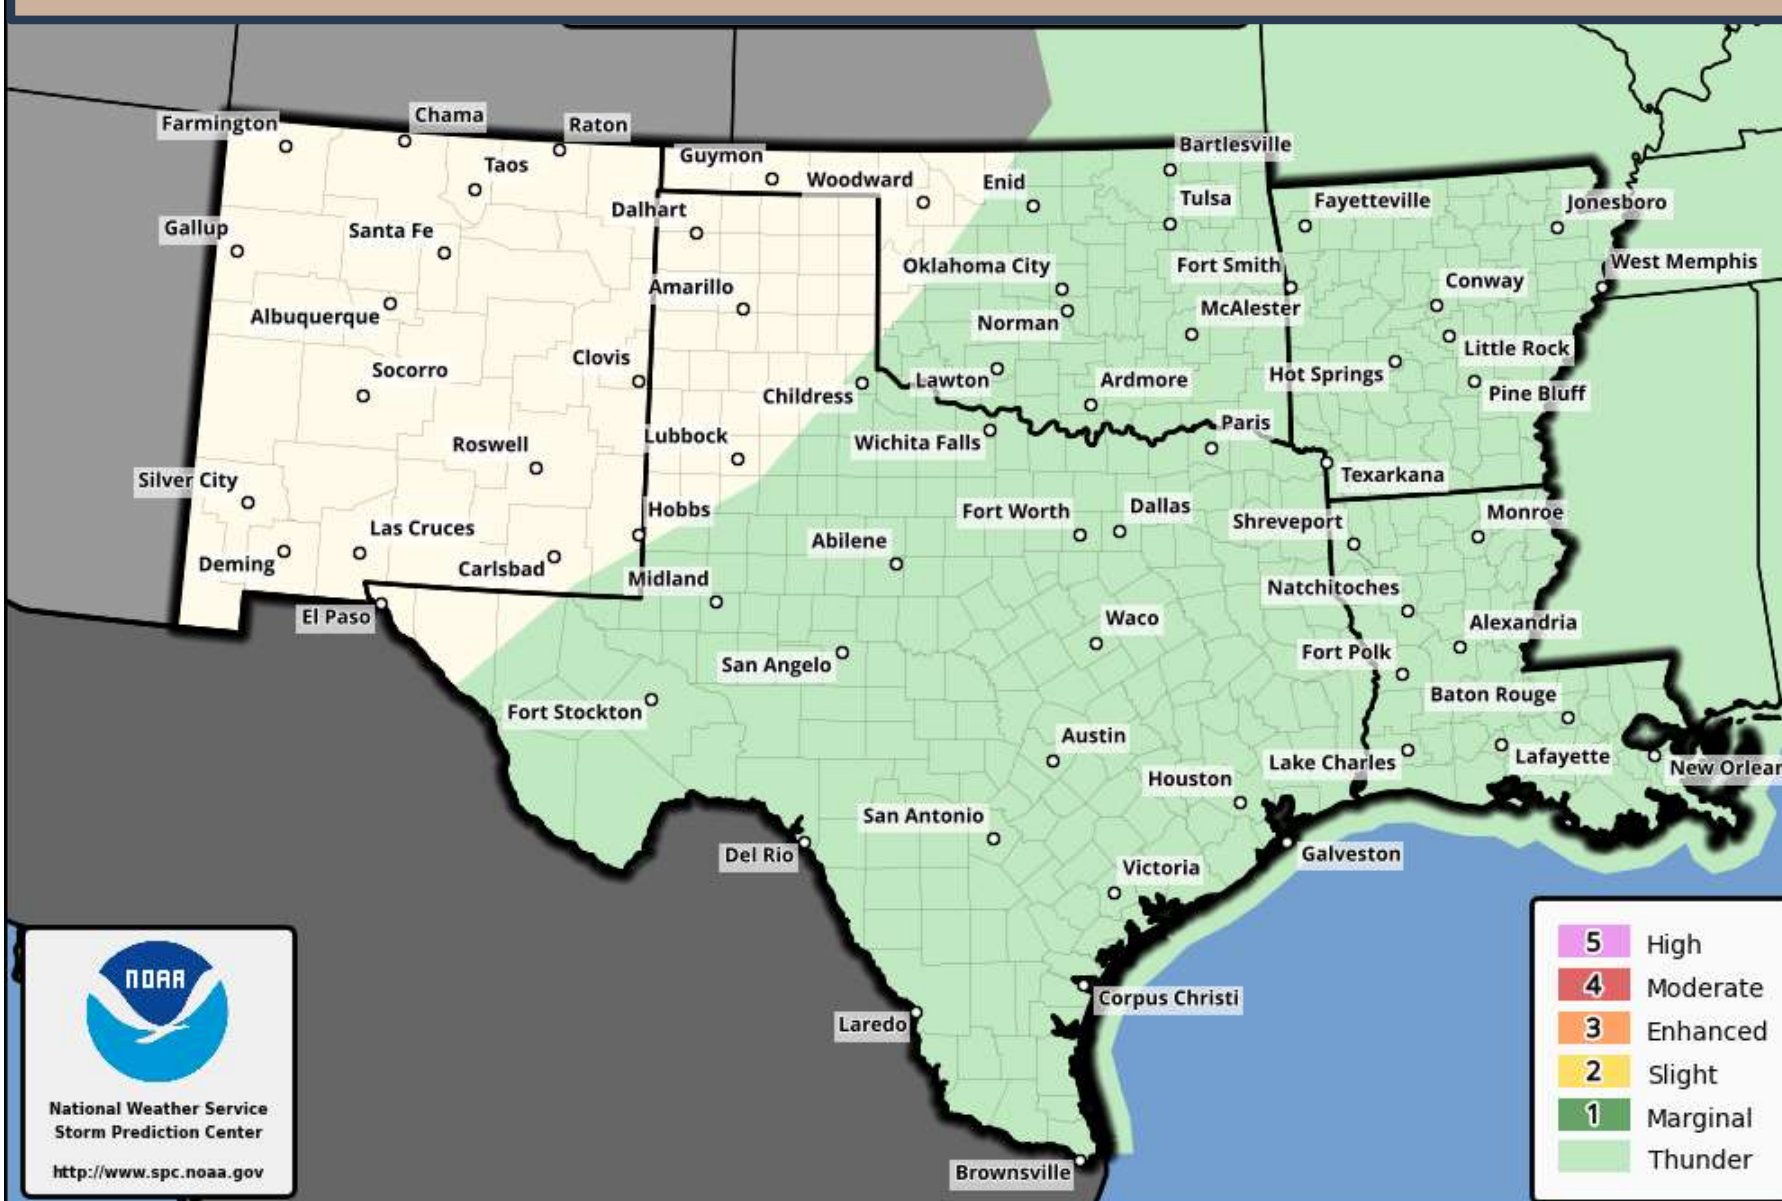 Farmington
Chama
Raton
Taos
Guymon
Woodward
Enid
Bartlesville
Tulsa
Fayetteville
Jonesboro
Gallup
Santa Fe
Dalhart
Oklahoma City
Fort Smith
West Memphis
Conway
Albuquerque
Amarillo
Norman
McAlester
Little Rock
Socorro
Clovis
Childress
Lawton
Ardmore
Hot Springs
Pine Bluff
Roswell
Lubbock
Wichita Falls
Paris
Texarkana
Silver City
Las Cruces
Hobbs
Fort Worth
Dallas
Shreveport
Monroe
Deming
Carlsbad
Midland
Abilene
Natchitoches
El Paso
Waco
Alexandria
San Angelo
Fort Polk
Fort Stockton
Baton Rouge
Austin
Houston
Lake Charles
Lafayette
New Orlean
San Antonio
Del Rio
Galveston
Victoria
Corpus Christi
Laredo
Brownsville
NOAA
National Weather Service
Storm Prediction Center
http://www.spc.noaa.gov
5 High
4 Moderate
3 Enhanced
2 Slight
1 Marginal
Thunder